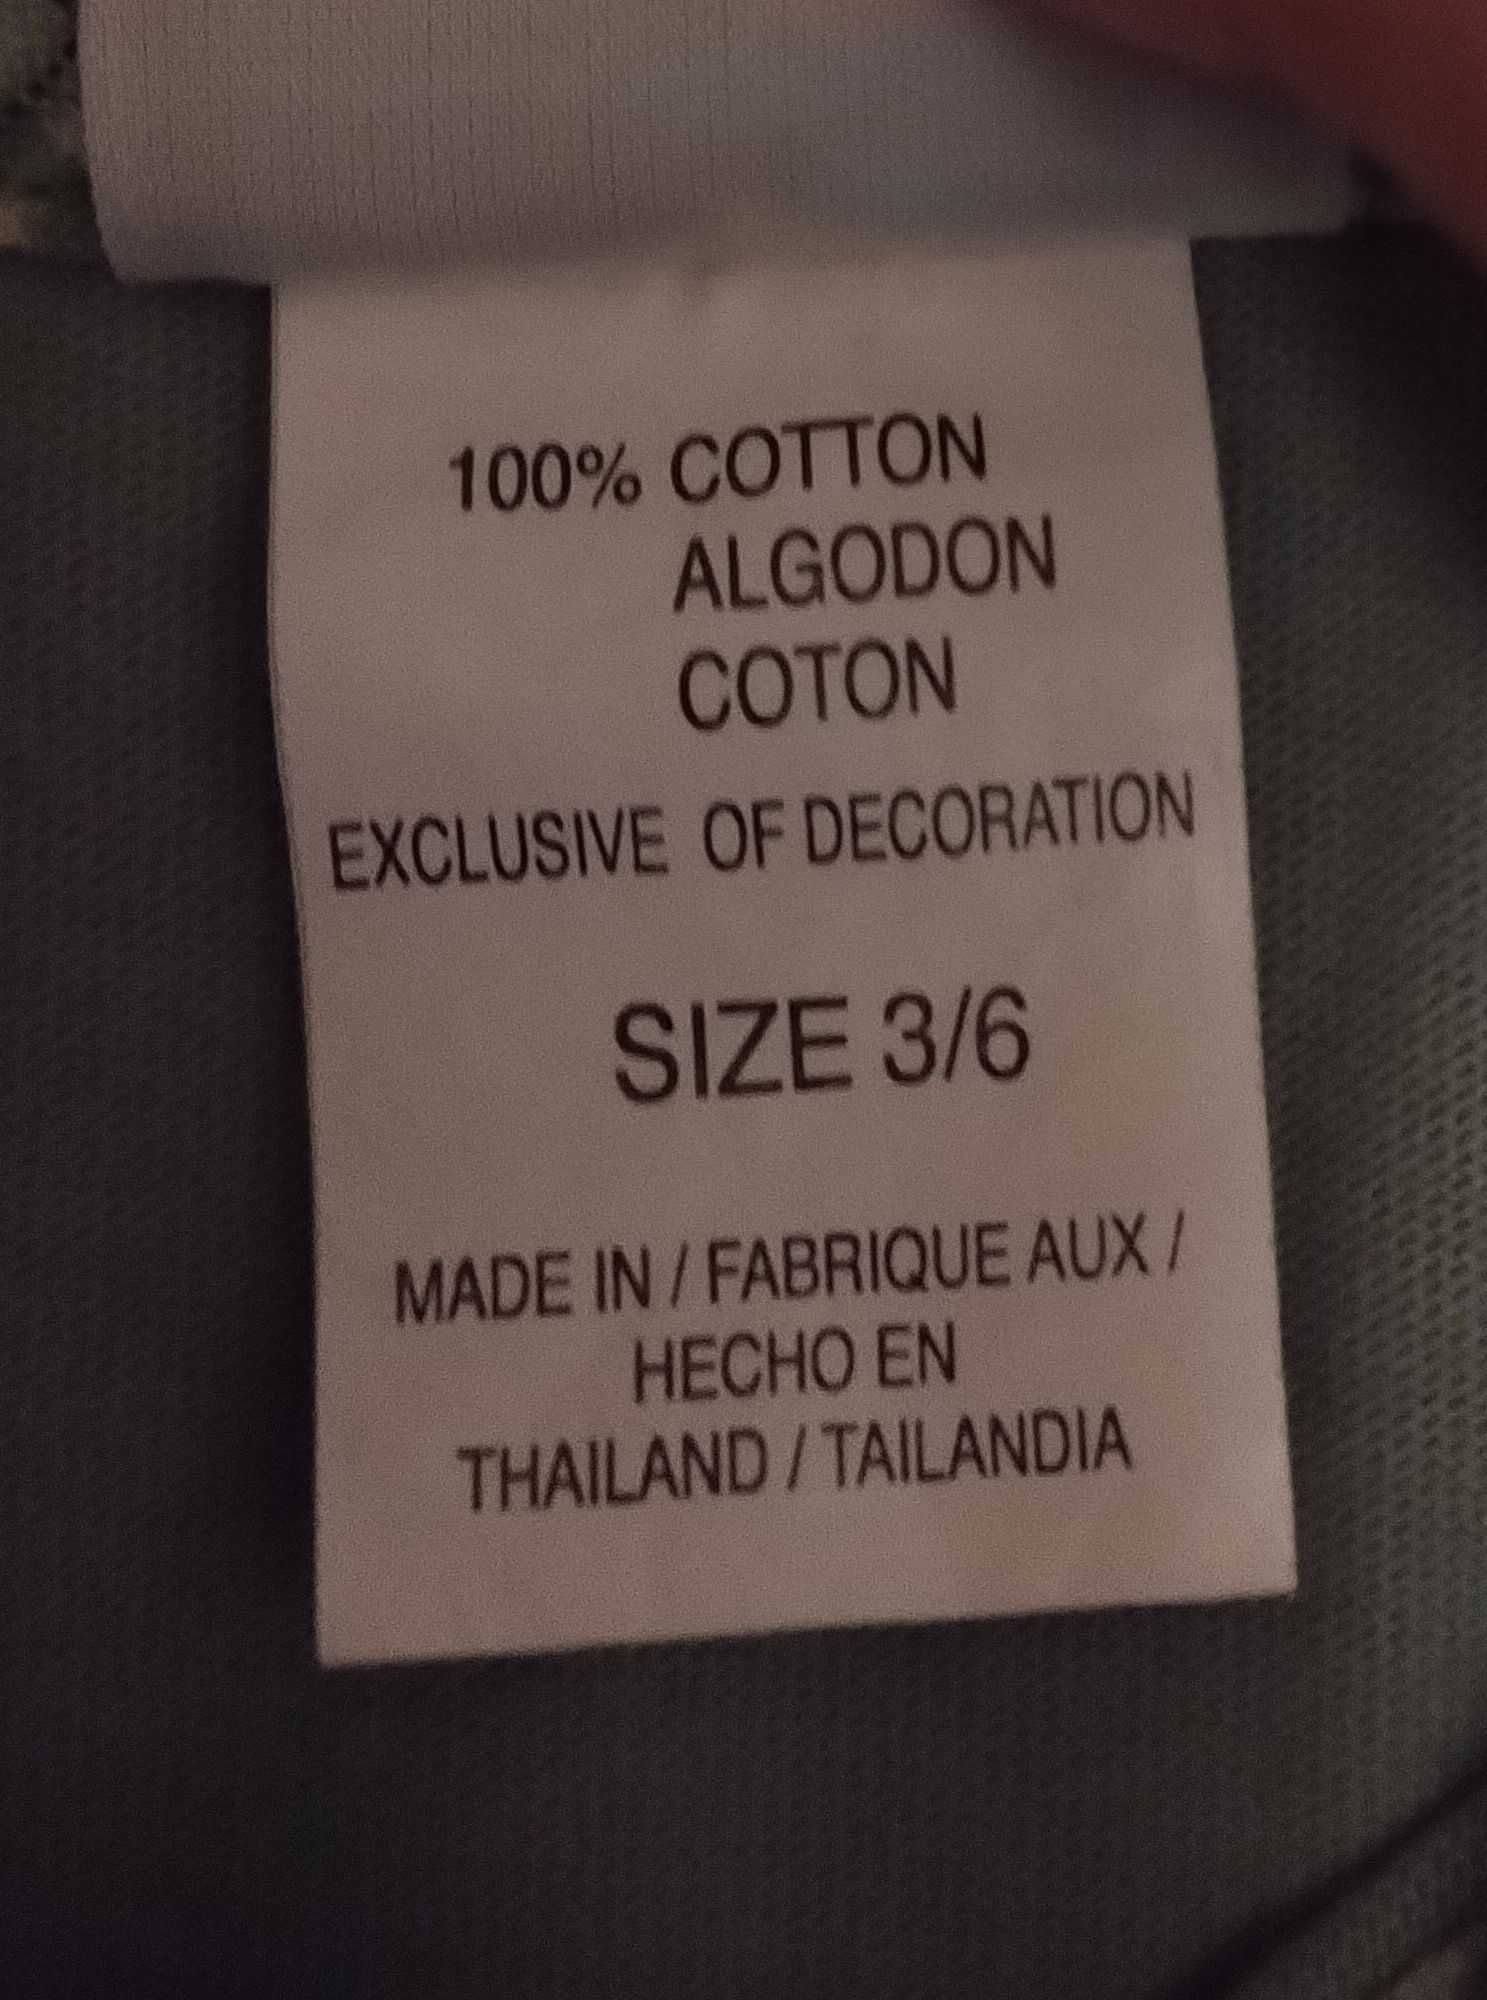 100% COTTON
ALGODON
COTON
EXCLUSIVE OF DECORATION
SIZE 3/6
MADE IN / FABRIQUE AUX /
HECHO EN
THAILAND / TAILANDIA